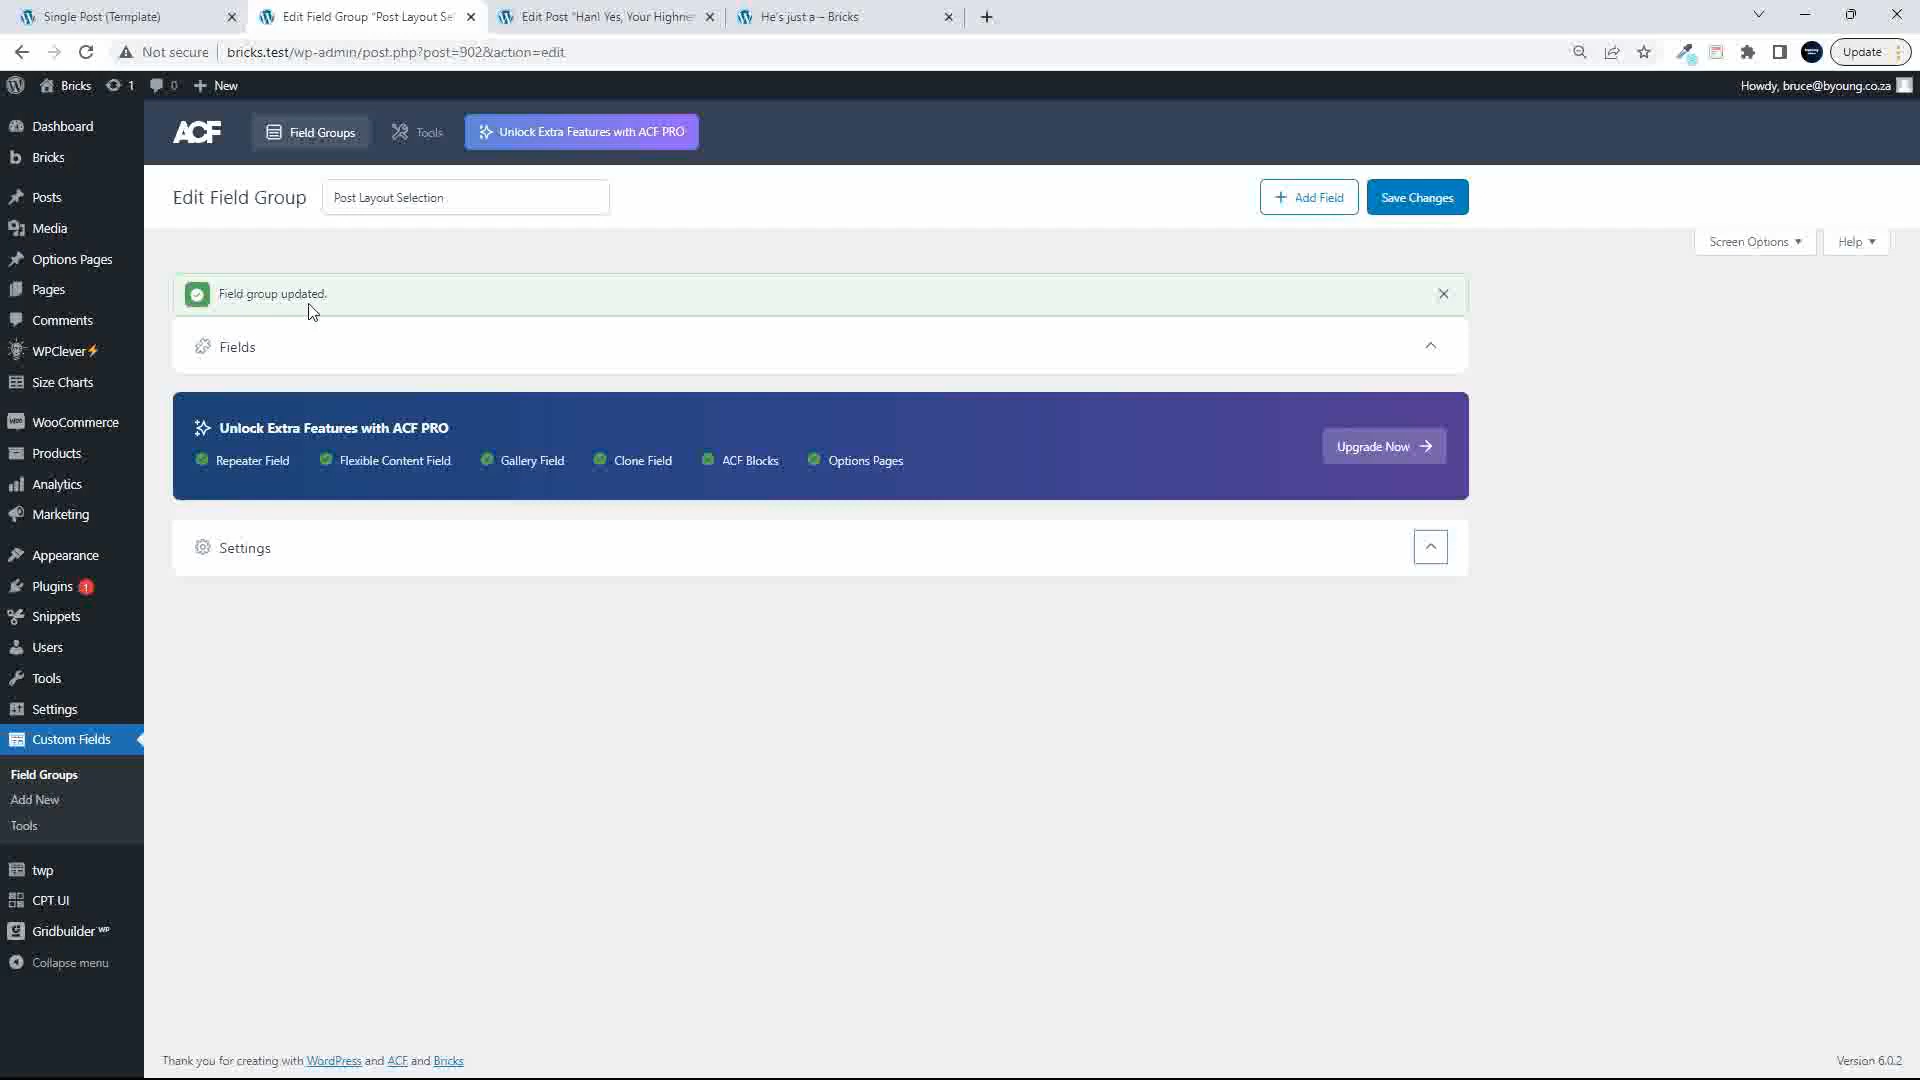 Single Post (Template)
Edit Field Group "Post Layout Se
Edit Post "Han! Yes, Your Highne
He's just a – Bricks
Not secure
bricks.test/wp-admin/post.php?post=902&action=edit
Update
Bricks
1
0
New
Howdy, bruce@byoung.co.za
Dashboard
Bricks
Posts
Media
Options Pages
Pages
Comments
WPClever⚡
Size Charts
WooCommerce
Products
Analytics
Marketing
Appearance
Plugins 1
Snippets
Users
Tools
Settings
Custom Fields
Field Groups
Add New
Tools
twp
CPT UI
Gridbuilder ᵂᴾ
Collapse menu
ACF
Field Groups
Tools
Unlock Extra Features with ACF PRO
Edit Field Group
Post Layout Selection
+ Add Field
Save Changes
Screen Options ▼
Help ▼
Field group updated.
Fields
Unlock Extra Features with ACF PRO
Repeater Field
Flexible Content Field
Gallery Field
Clone Field
ACF Blocks
Options Pages
Upgrade Now →
Settings
Thank you for creating with WordPress and ACF and Bricks
Version 6.0.2